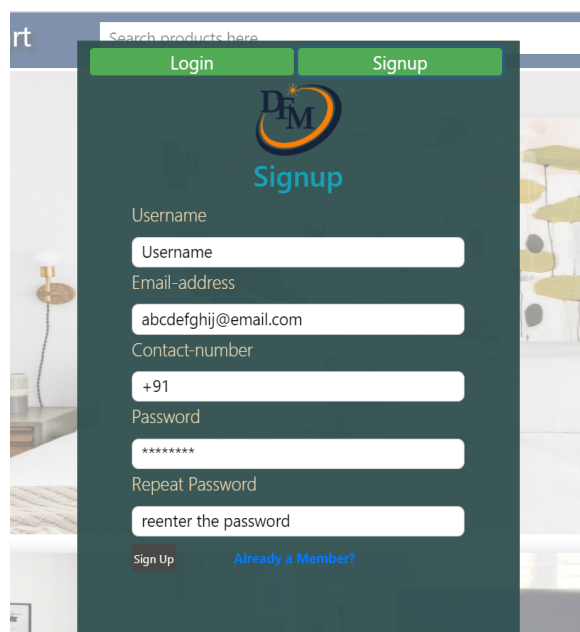 rt
Search products here
Login Signup
DFM
Signup
Username
Username
Email-address
abcdefghij@email.com
Contact-number
+91
Password
********
Repeat Password
reenter the password
Sign Up Already a Member?